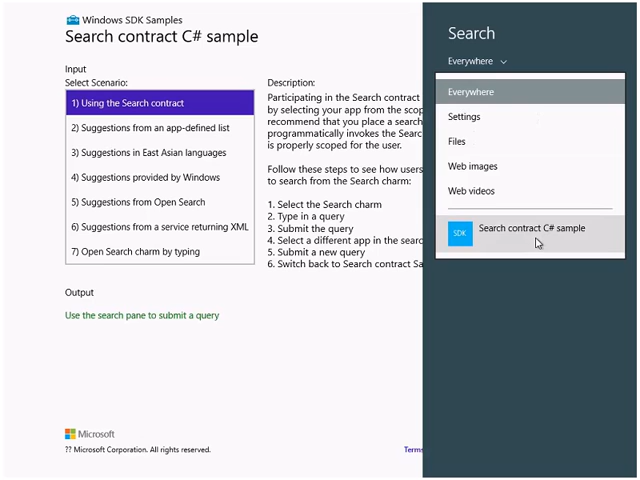 Windows SDK Samples
Search contract C# sample
Input
Select Scenario:
1) Using the Search contract
2) Suggestions from an app-defined list
3) Suggestions in East Asian languages
4) Suggestions provided by Windows
5) Suggestions from Open Search
6) Suggestions from a service returning XML
7) Open Search charm by typing
Description:
Participating in the Search contract
by selecting your app from the scop
recommend that you place a search
programmatically invokes the Searc
is properly scoped for the user.
Follow these steps to see how users
to search from the Search charm:
1. Select the Search charm
2. Type in a query
3. Submit the query
4. Select a different app in the searc
5. Submit a new query
6. Switch back to Search contract Sa
Output
Use the search pane to submit a query
Microsoft
?? Microsoft Corporation. All rights reserved.
Terms
Search
Everywhere
Everywhere
Settings
Files
Web images
Web videos
SDK
Search contract C# sample